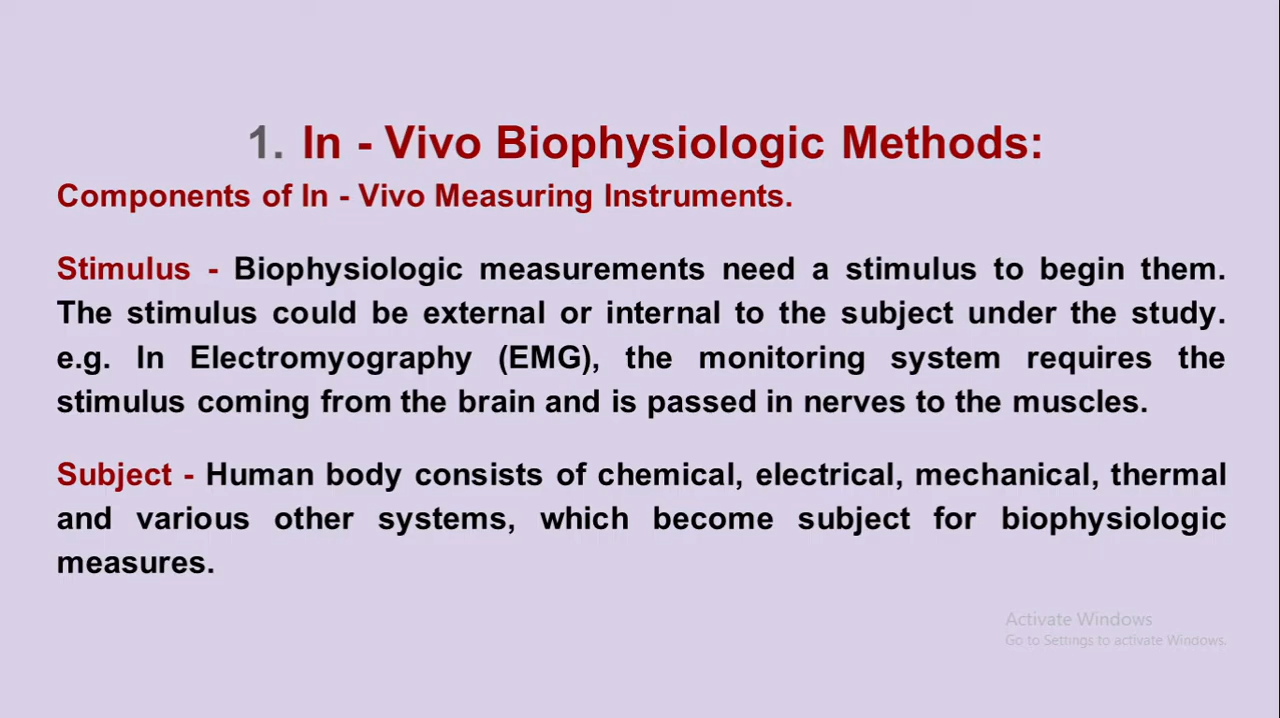 1. In - Vivo Biophysiologic Methods:
Components of In - Vivo Measuring Instruments.
Stimulus - Biophysiologic measurements need a stimulus to begin them.
The stimulus could be external or internal to the subject under the study.
e.g. In Electromyography (EMG), the monitoring system requires the
stimulus coming from the brain and is passed in nerves to the muscles.
Subject - Human body consists of chemical, electrical, mechanical, thermal
and various other systems, which become subject for biophysiologic
measures.
Activate Windows
Go to Settings to activate Windows.